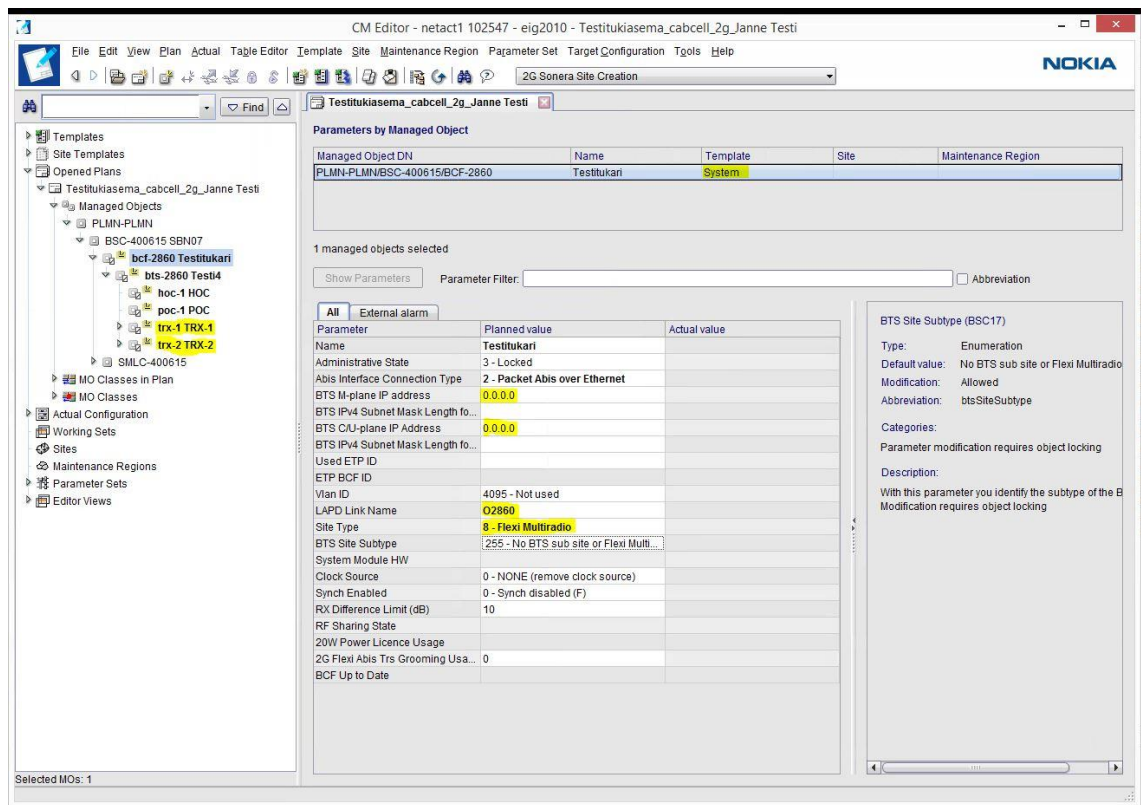 CM Editor - netact1 102547 - eig2010 - Testitukiasema_cabcell_2g_Janne Testi
File Edit View Plan Actual Table Editor Template Site Maintenance Region Parameter Set Target Configuration Tools Help
NOKIA
2G Sonera Site Creation
Find
Templates
Site Templates
Opened Plans
Testitukiasema_cabcell_2g_Janne Testi
Managed Objects
PLMN-PLMN
BSC-400615 SBN07
bcf-2860 Testitukari
bts-2860 Testi4
hoc-1 HOC
poc-1 POC
trx-1 TRX-1
trx-2 TRX-2
SMLC-400615
MO Classes in Plan
MO Classes
Actual Configuration
Working Sets
Sites
Maintenance Regions
Parameter Sets
Editor Views
Selected MOs: 1
Testitukiasema_cabcell_2g_Janne Testi
Parameters by Managed Object
Managed Object DN Name Template Site Maintenance Region
PLMN-PLMN/BSC-400615/BCF-2860 Testitukari System
1 managed objects selected
Show Parameters Parameter Filter: Abbreviation
All External alarm
Parameter Planned value Actual value
Name Testitukari
Administrative State 3 - Locked
Abis Interface Connection Type 2 - Packet Abis over Ethernet
BTS M-plane IP address 0.0.0.0
BTS IPv4 Subnet Mask Length fo...
BTS C/U-plane IP Address 0.0.0.0
BTS IPv4 Subnet Mask Length fo...
Used ETP ID
ETP BCF ID
Vlan ID 4095 - Not used
LAPD Link Name O2860
Site Type 8 - Flexi Multiradio
BTS Site Subtype 255 - No BTS sub site or Flexi Multi...
System Module HW
Clock Source 0 - NONE (remove clock source)
Synch Enabled 0 - Synch disabled (F)
RX Difference Limit (dB) 10
RF Sharing State
20W Power Licence Usage
2G Flexi Abis Trs Grooming Usa... 0
BCF Up to Date
BTS Site Subtype (BSC17)
Type: Enumeration
Default value: No BTS sub site or Flexi Multiradio
Modification: Allowed
Abbreviation: btsSiteSubtype
Categories:
Parameter modification requires object locking
Description:
With this parameter you identify the subtype of the B
Modification requires object locking